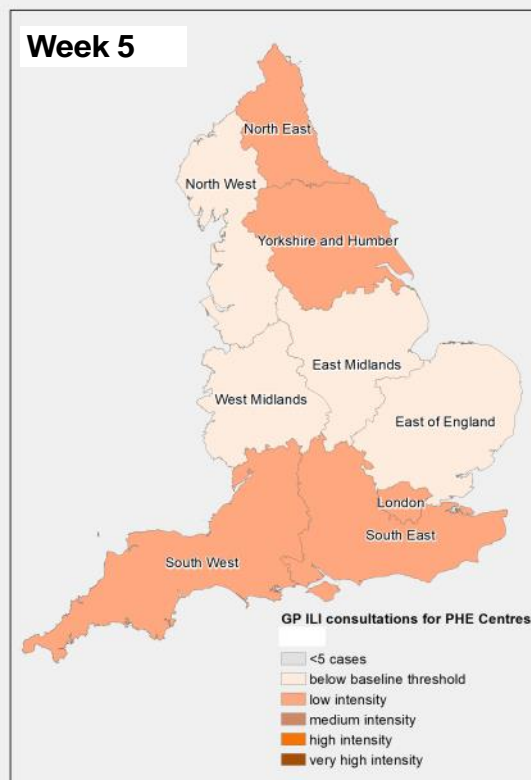 Week 5
North East
North West
Yorkshire and Humber
East Midlands
West Midlands
East of England
London
South East
South West
GP ILI consultations for PHE Centres
<5 cases
below baseline threshold
low intensity
medium intensity
high intensity
very high intensity